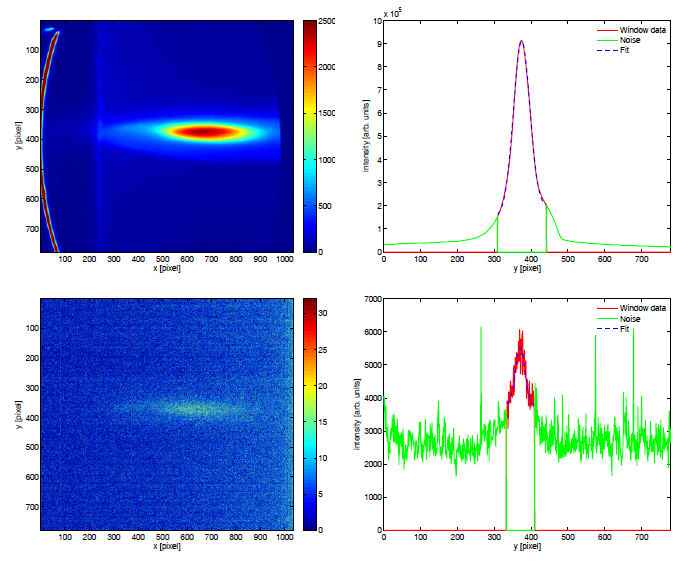 2500
2000
1500
1000
500
0
100
200
300
400
500
600
700
y [pixel]
100 200 300 400 500 600 700 800 900 1000
x [pixel]
x 10^5
10
9
8
7
6
5
4
3
2
1
0
intensity [arb. units]
Window data
Noise
Fit
0 100 200 300 400 500 600 700
y [pixel]
30
25
20
15
10
5
0
100
200
300
400
500
600
700
y [pixel]
100 200 300 400 500 600 700 800 900 1000
x [pixel]
7000
6000
5000
4000
3000
2000
1000
0
intensity [arb. units]
Window data
Noise
Fit
0 100 200 300 400 500 600 700
y [pixel]